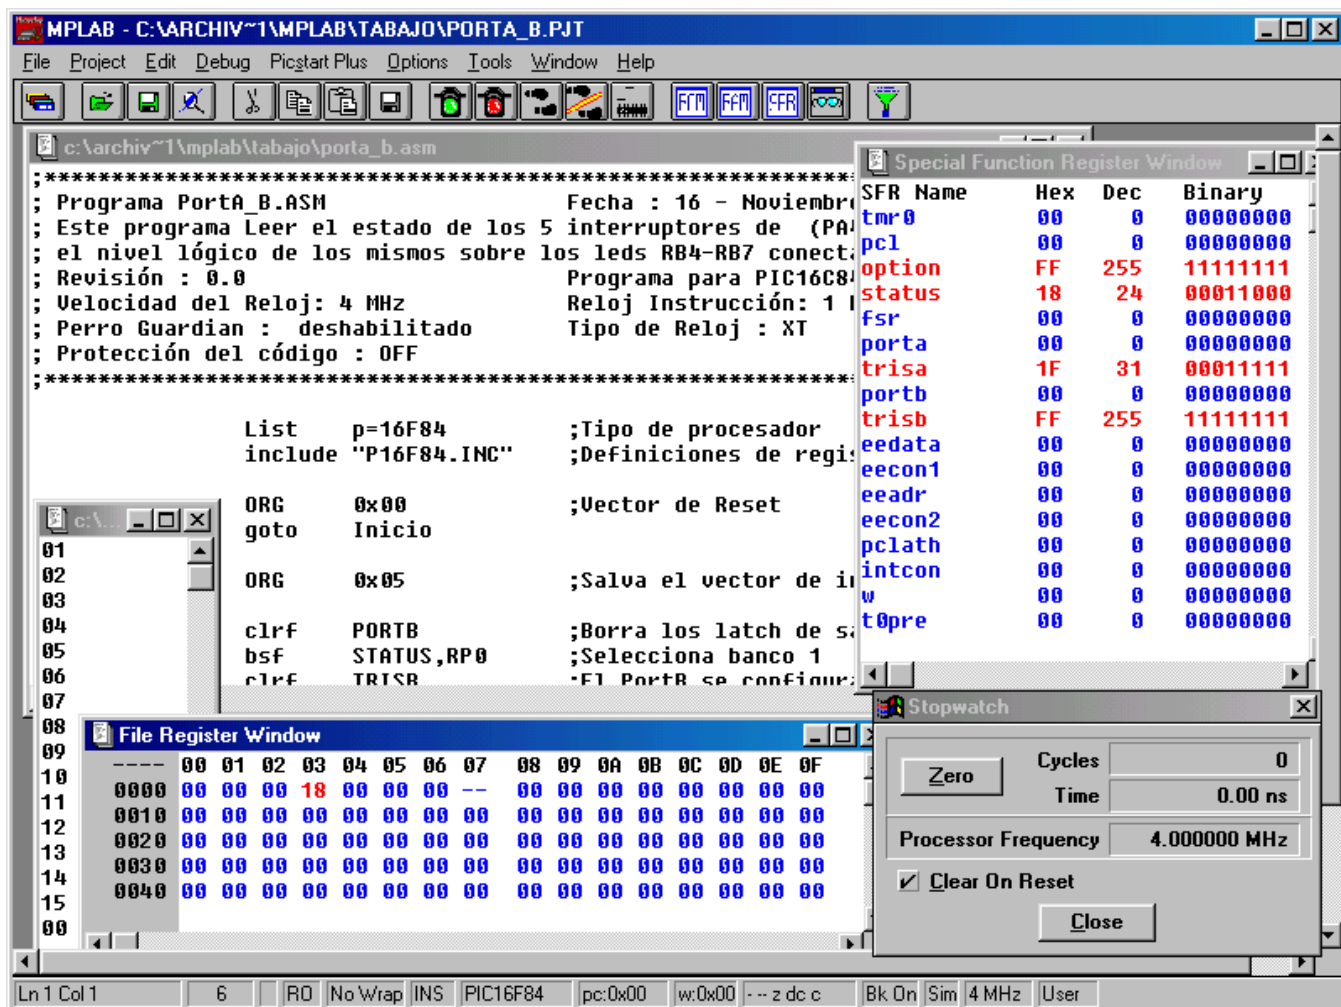 MPLAB - C:\ARCHIV~1\MPLAB\TABAJO\PORTA_B.PJT
File Project Edit Debug Picstart Plus Options Tools Window Help
c:\archiv~1\mplab\tabajo\porta_b.asm
;************************************************************
; Programa PortA_B.ASM Fecha : 16 - Noviembre
; Este programa Leer el estado de los 5 interruptores de (PA
; el nivel lógico de los mismos sobre los leds RB4-RB7 conect
; Revisión : 0.0 Programa para PIC16C84
; Velocidad del Reloj: 4 MHz Reloj Instrucción: 1
; Perro Guardian : deshabilitado Tipo de Reloj : XT
; Protección del código : OFF
;************************************************************
List p=16F84 ;Tipo de procesador
include "P16F84.INC" ;Definiciones de regis
ORG 0x00 ;Vector de Reset
goto Inicio
ORG 0x05 ;Salva el vector de i
clrf PORTB ;Borra los latch de s
bsf STATUS,RP0 ;Selecciona banco 1
clrf TRISB ;El PortB se configura
Special Function Register Window
SFR Name Hex Dec Binary
tmr0 00 0 00000000
pcl 00 0 00000000
option FF 255 11111111
status 18 24 00011000
fsr 00 0 00000000
porta 00 0 00000000
trisa 1F 31 00011111
portb 00 0 00000000
trisb FF 255 11111111
eedata 00 0 00000000
eecon1 00 0 00000000
eeadr 00 0 00000000
eecon2 00 0 00000000
pclath 00 0 00000000
intcon 00 0 00000000
w 00 0 00000000
t0pre 00 0 00000000
c:\...
01
02
03
04
05
06
07
08
09
10
11
12
13
14
15
00
File Register Window
---- 00 01 02 03 04 05 06 07 08 09 0A 0B 0C 0D 0E 0F
0000 00 00 00 18 00 00 00 -- 00 00 00 00 00 00 00 00
0010 00 00 00 00 00 00 00 00 00 00 00 00 00 00 00 00
0020 00 00 00 00 00 00 00 00 00 00 00 00 00 00 00 00
0030 00 00 00 00 00 00 00 00 00 00 00 00 00 00 00 00
0040 00 00 00 00 00 00 00 00 00 00 00 00 00 00 00 00
Stopwatch
Zero
Cycles 0
Time 0.00 ns
Processor Frequency 4.000000 MHz
Clear On Reset
Close
Ln 1 Col 1 6 RO No Wrap INS PIC16F84 pc:0x00 w:0x00 - -- z dc c Bk On Sim 4 MHz User